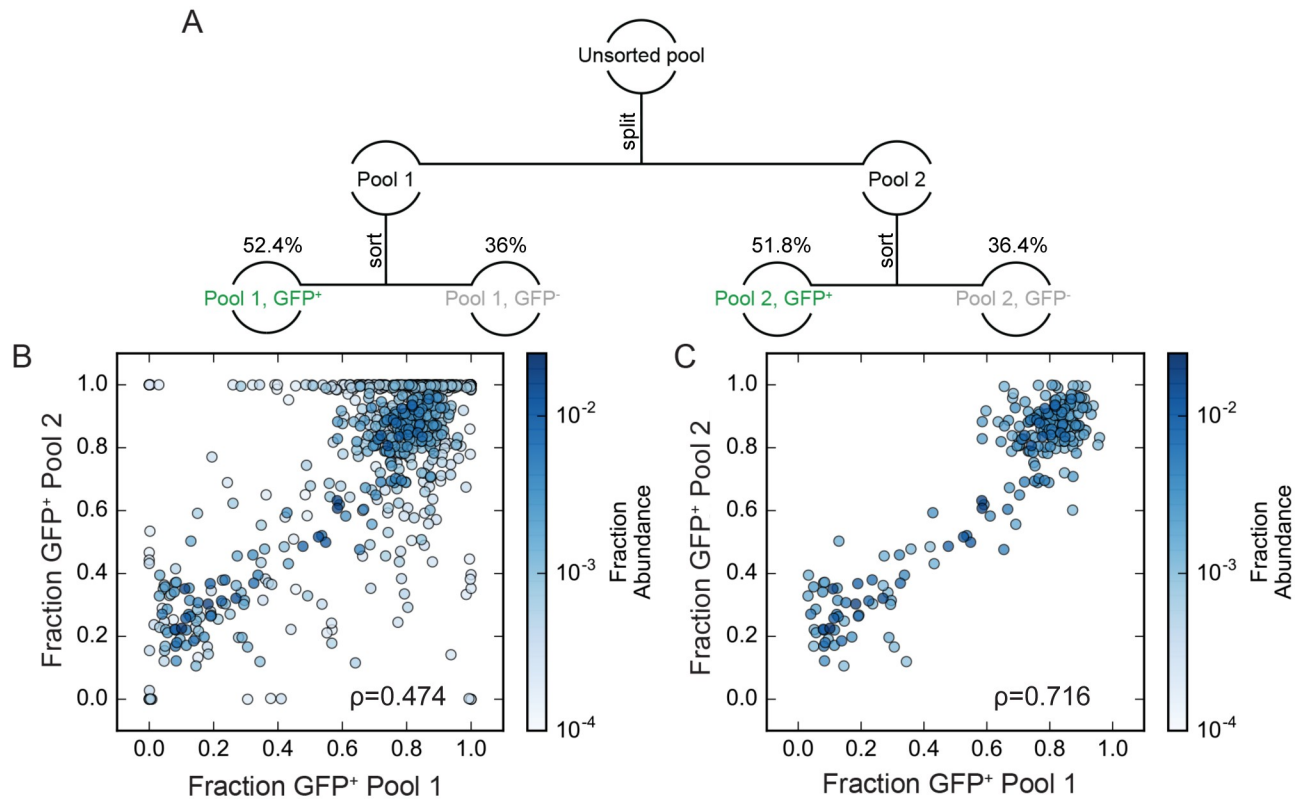 A
Unsorted pool
split
Pool 1
Pool 2
sort
sort
52.4%
36%
51.8%
36.4%
Pool 1, GFP⁺
Pool 1, GFP⁻
Pool 2, GFP⁺
Pool 2, GFP⁻
B
Fraction GFP⁺ Pool 2
1.0
0.8
0.6
0.4
0.2
0.0
0.0 0.2 0.4 0.6 0.8 1.0
Fraction GFP⁺ Pool 1
ρ=0.474
10⁻²
10⁻³
10⁻⁴
Fraction
Abundance
C
Fraction GFP⁺ Pool 2
1.0
0.8
0.6
0.4
0.2
0.0
0.0 0.2 0.4 0.6 0.8 1.0
Fraction GFP⁺ Pool 1
ρ=0.716
10⁻²
10⁻³
10⁻⁴
Fraction
Abundance